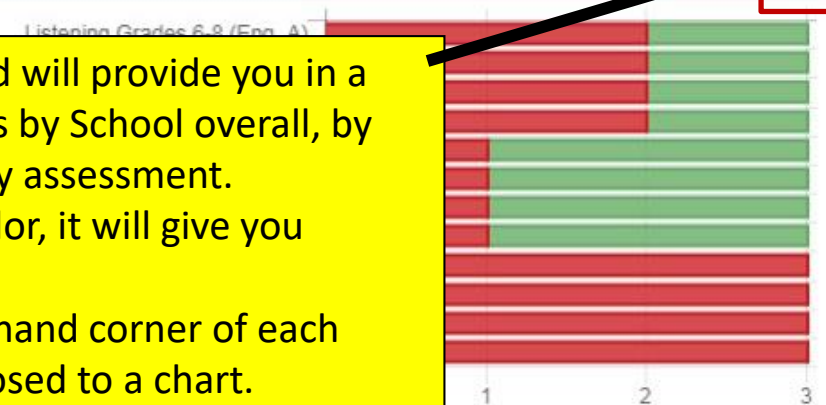 Listening Grades 6-8 (Eng. A)
d will provide you in a
s by School overall, by
y assessment.
lor, it will give you
hand corner of each
osed to a chart.
1 2 3